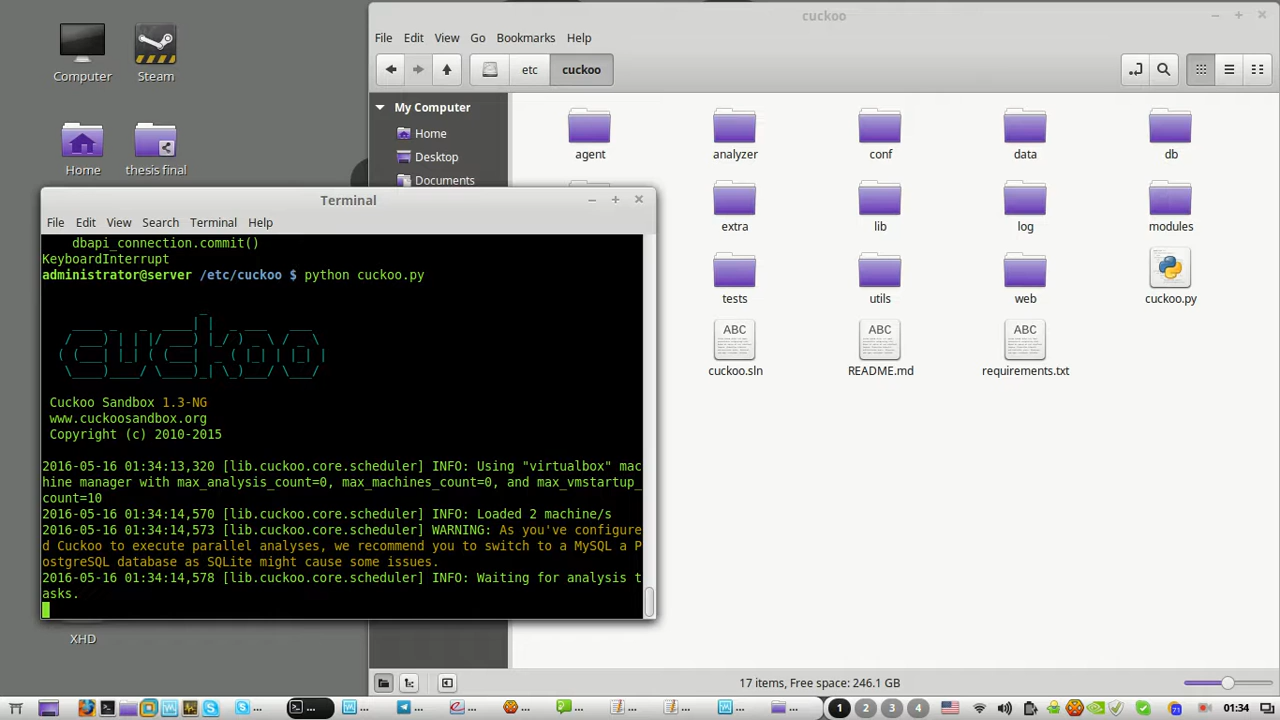 cuckoo
File Edit View Go Bookmarks Help
etc
cuckoo
My Computer
Home
Desktop
Documents
Computer
Steam
Home
thesis final
XHD
agent
analyzer
conf
data
db
extra
lib
log
modules
tests
utils
web
cuckoo.py
ABC
ABC
ABC
cuckoo.sln
README.md
requirements.txt
17 items, Free space: 246.1 GB
Terminal
File Edit View Search Terminal Help
dbapi_connection.commit()
KeyboardInterrupt
administrator@server /etc/cuckoo $ python cuckoo.py
cuckoo
Cuckoo Sandbox 1.3-NG
www.cuckoosandbox.org
Copyright (c) 2010-2015
2016-05-16 01:34:13,320 [lib.cuckoo.core.scheduler] INFO: Using "virtualbox" mac
hine manager with max_analysis_count=0, max_machines_count=0, and max_vmstartup_
count=10
2016-05-16 01:34:14,570 [lib.cuckoo.core.scheduler] INFO: Loaded 2 machine/s
2016-05-16 01:34:14,573 [lib.cuckoo.core.scheduler] WARNING: As you've configure
d Cuckoo to execute parallel analyses, we recommend you to switch to a MySQL a P
ostgreSQL database as SQLite might cause some issues.
2016-05-16 01:34:14,578 [lib.cuckoo.core.scheduler] INFO: Waiting for analysis t
asks.
1 2 3 4
01:34